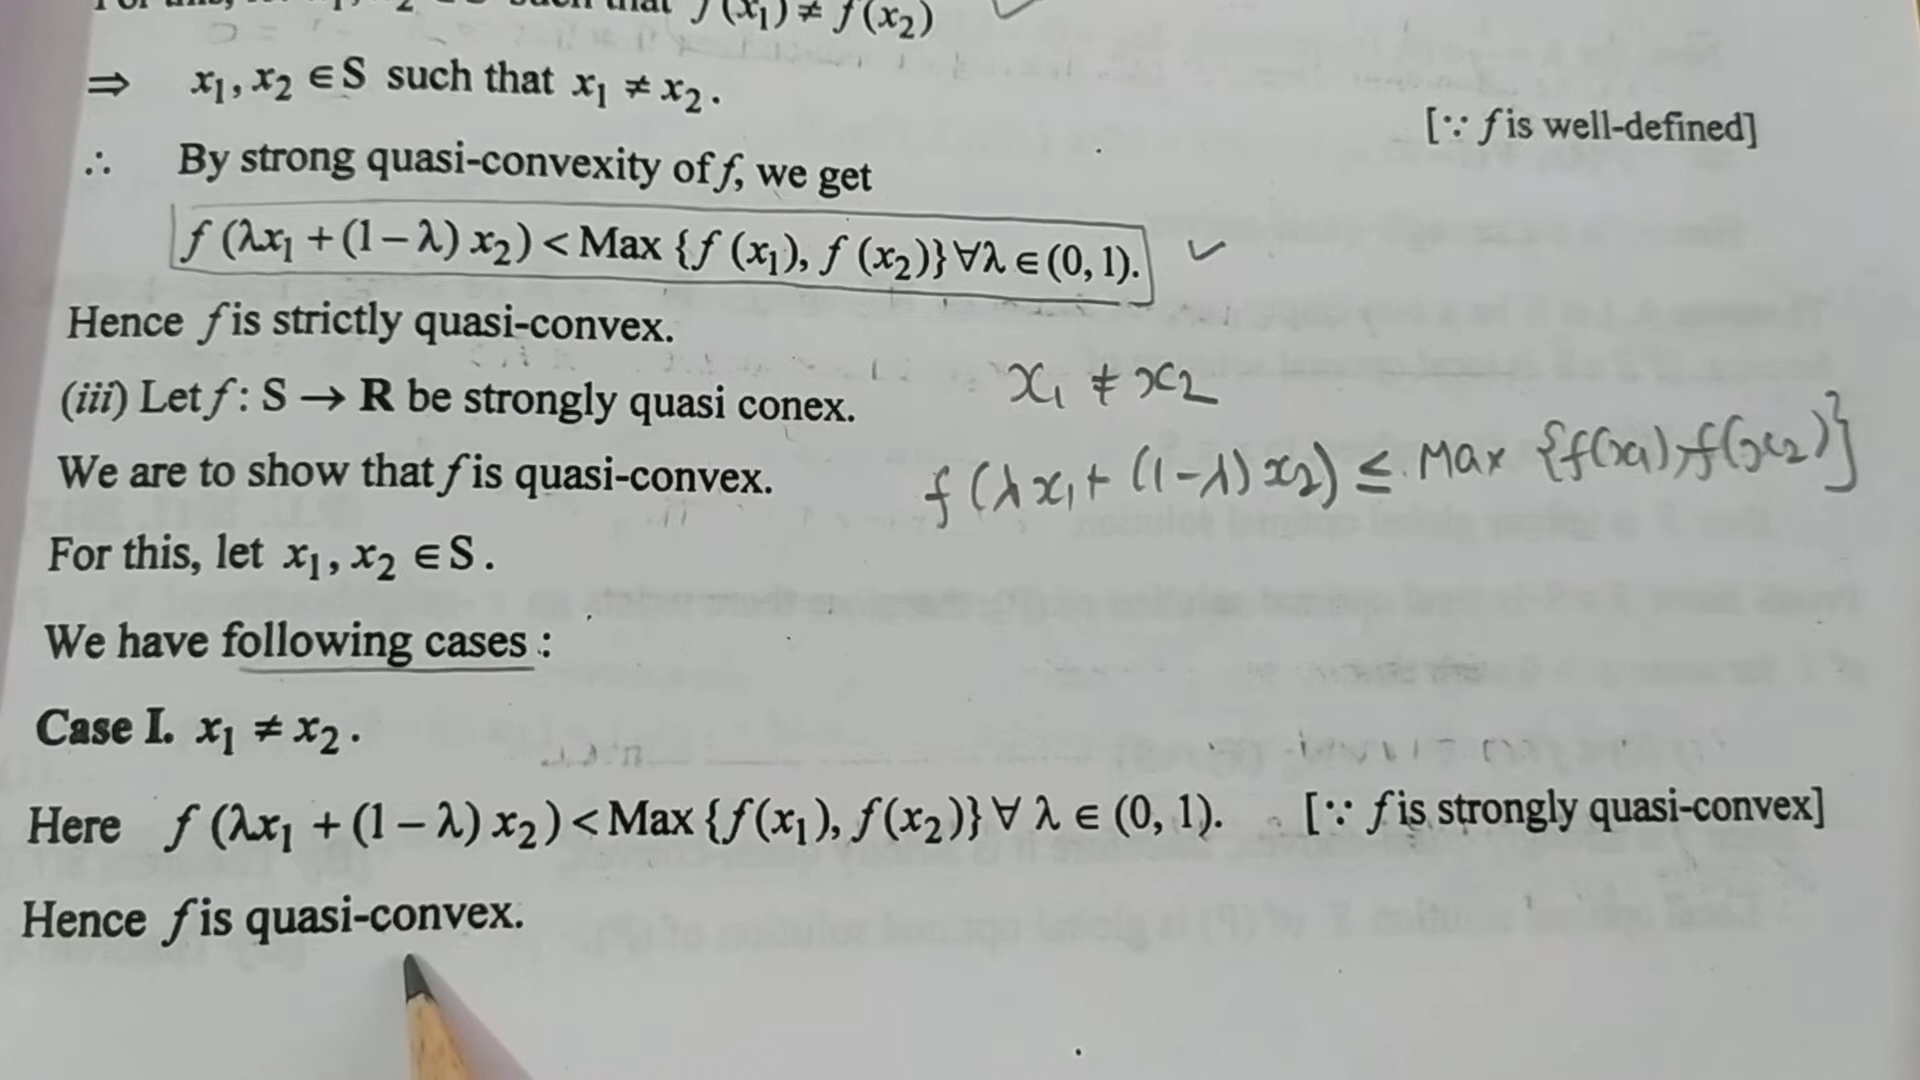 such that f(x₁) ≠ f(x₂)
⇒ x₁, x₂ ∈ S such that x₁ ≠ x₂.
[∵ f is well-defined]
∴ By strong quasi-convexity of f, we get
f (λx₁ + (1 − λ) x₂) < Max {f (x₁), f (x₂)} ∀ λ ∈ (0, 1).
Hence f is strictly quasi-convex.
(iii) Let f : S → R be strongly quasi conex.
x₁ ≠ x₂
We are to show that f is quasi-convex.
f (λx₁ + (1-λ) x₂) ≤ Max {f(x₁), f(x₂)}
For this, let x₁, x₂ ∈ S.
We have following cases :
Case I. x₁ ≠ x₂.
Here f (λx₁ + (1 − λ) x₂) < Max {f(x₁), f(x₂)} ∀ λ ∈ (0, 1). [∵ f is strongly quasi-convex]
Hence f is quasi-convex.